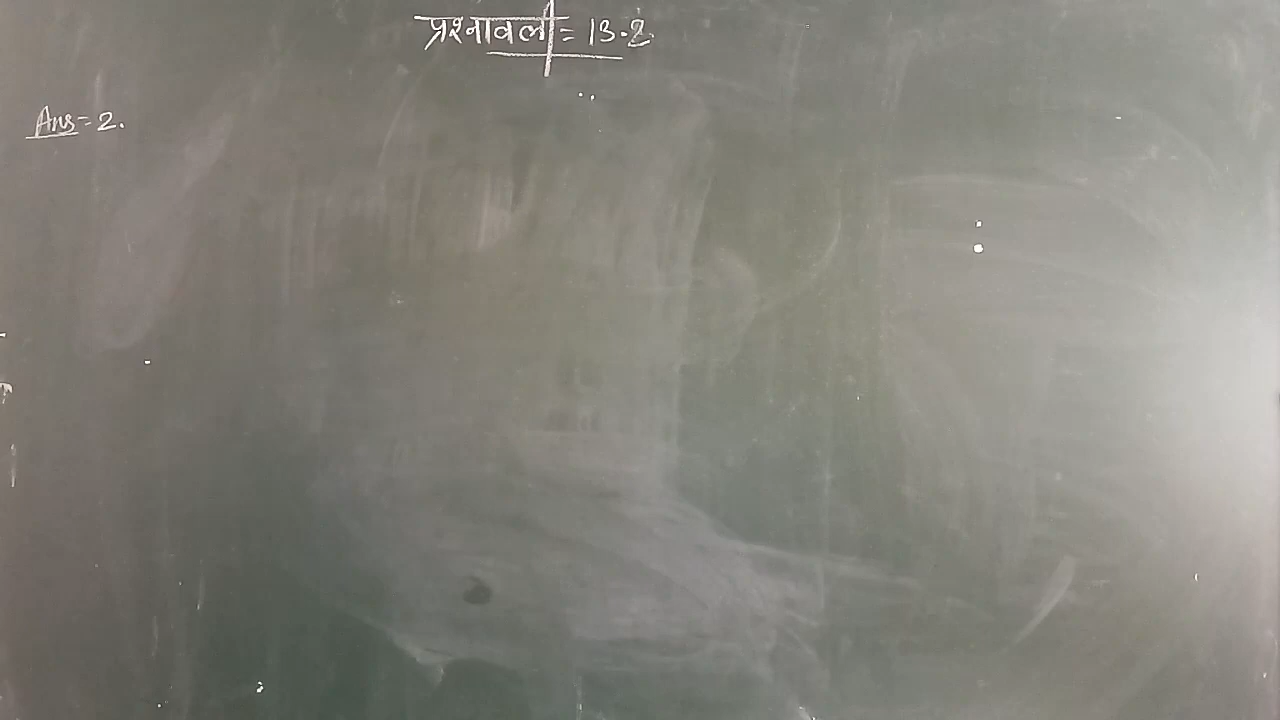 प्रश्नावली = 13.2
Ans = 2.